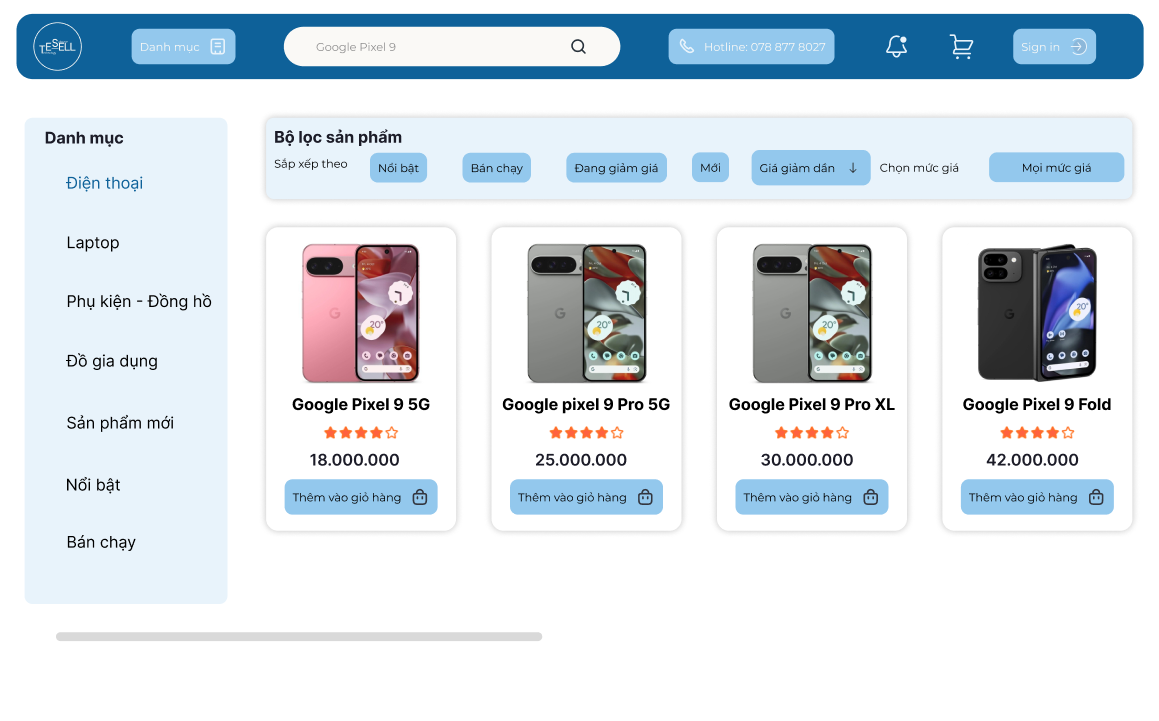 TESELL
Danh mục
Google Pixel 9
Hotline: 078 877 8027
Sign in
Danh mục
Điện thoại
Laptop
Phụ kiện - Đồng hồ
Đồ gia dụng
Sản phẩm mới
Nổi bật
Bán chạy
Bộ lọc sản phẩm
Sắp xếp theo
Nổi bật
Bán chạy
Đang giảm giá
Mới
Giá giảm dần
Chọn mức giá
Mọi mức giá
20°
Google Pixel 9 5G
18.000.000
Thêm vào giỏ hàng
20°
Google pixel 9 Pro 5G
25.000.000
Thêm vào giỏ hàng
20°
Google Pixel 9 Pro XL
30.000.000
Thêm vào giỏ hàng
20°
Google Pixel 9 Fold
42.000.000
Thêm vào giỏ hàng